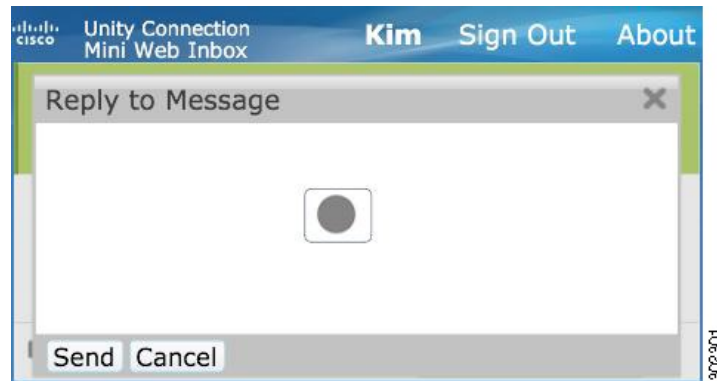 cisco
Unity Connection
Mini Web Inbox
Kim Sign Out About
Reply to Message
Send Cancel